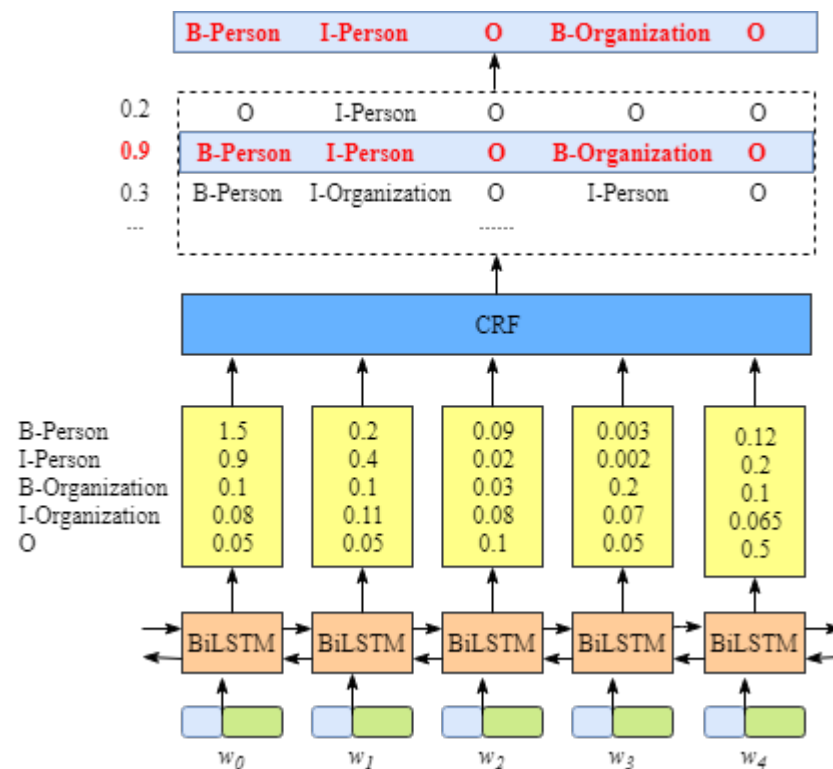 B-Person I-Person O B-Organization O
0.2 O I-Person O O O
0.9 B-Person I-Person O B-Organization O
0.3 B-Person I-Organization O I-Person O
... ......
CRF
B-Person 1.5 0.2 0.09 0.003 0.12
I-Person 0.9 0.4 0.02 0.002 0.2
B-Organization 0.1 0.1 0.03 0.2 0.1
I-Organization 0.08 0.11 0.08 0.07 0.065
O 0.05 0.05 0.1 0.05 0.5
BiLSTM BiLSTM BiLSTM BiLSTM BiLSTM
w0 w1 w2 w3 w4